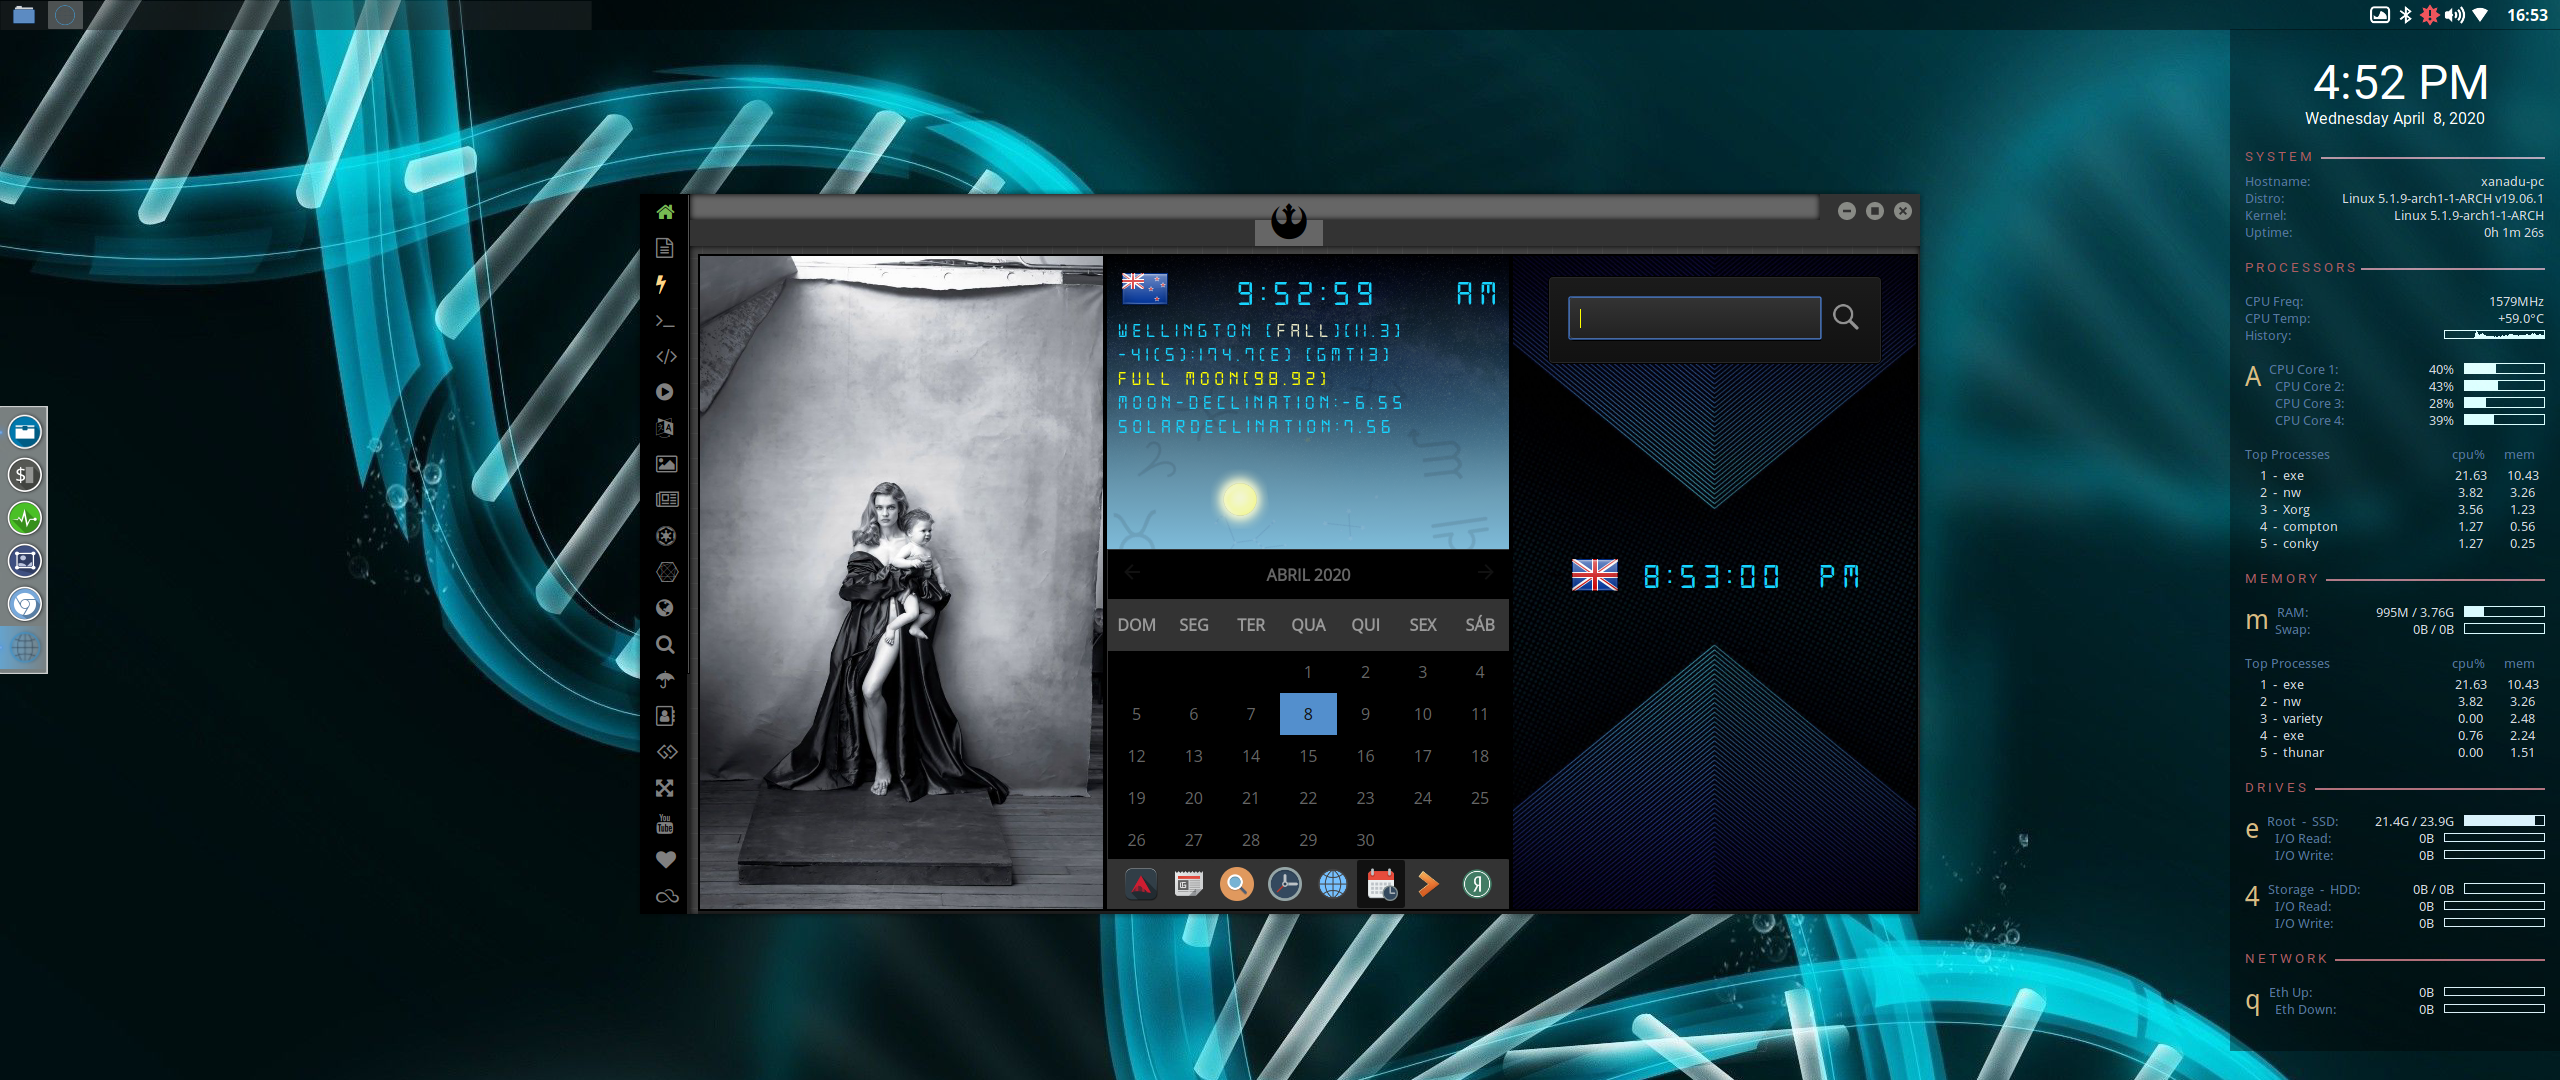 16:53
4:52 PM
Wednesday April 8, 2020
SYSTEM
Hostname: xanadu-pc
Distro: Linux 5.1.9-arch1-1-ARCH v19.06.1
Kernel: Linux 5.1.9-arch1-1-ARCH
Uptime: 0h 1m 26s
PROCESSORS
CPU Freq: 1579MHz
CPU Temp: +59.0°C
History:
A CPU Core 1: 40%
CPU Core 2: 43%
CPU Core 3: 28%
CPU Core 4: 39%
Top Processes cpu% mem
1 - exe 21.63 10.43
2 - nw 3.82 3.26
3 - Xorg 3.56 1.23
4 - compton 1.27 0.56
5 - conky 1.27 0.25
MEMORY
m RAM: 995M / 3.76G
Swap: 0B / 0B
Top Processes cpu% mem
1 - exe 21.63 10.43
2 - nw 3.82 3.26
3 - variety 0.00 2.48
4 - exe 0.76 2.24
5 - thunar 0.00 1.51
DRIVES
e Root - SSD: 21.4G / 23.9G
I/O Read: 0B
I/O Write: 0B
4 Storage - HDD: 0B / 0B
I/O Read: 0B
I/O Write: 0B
NETWORK
q Eth Up: 0B
Eth Down: 0B
9:52:59 AM
WELLINGTON [FALL][11.3]
-41(S):174.7(E) [GMT13]
FULL MOON[98.92]
MOON-DECLINATION:-6.55
SOLARDECLINATION:7.56
ABRIL 2020
DOM SEG TER QUA QUI SEX SÁB
1 2 3 4
5 6 7 8 9 10 11
12 13 14 15 16 17 18
19 20 21 22 23 24 25
26 27 28 29 30
8:53:00 PM
You
Tube